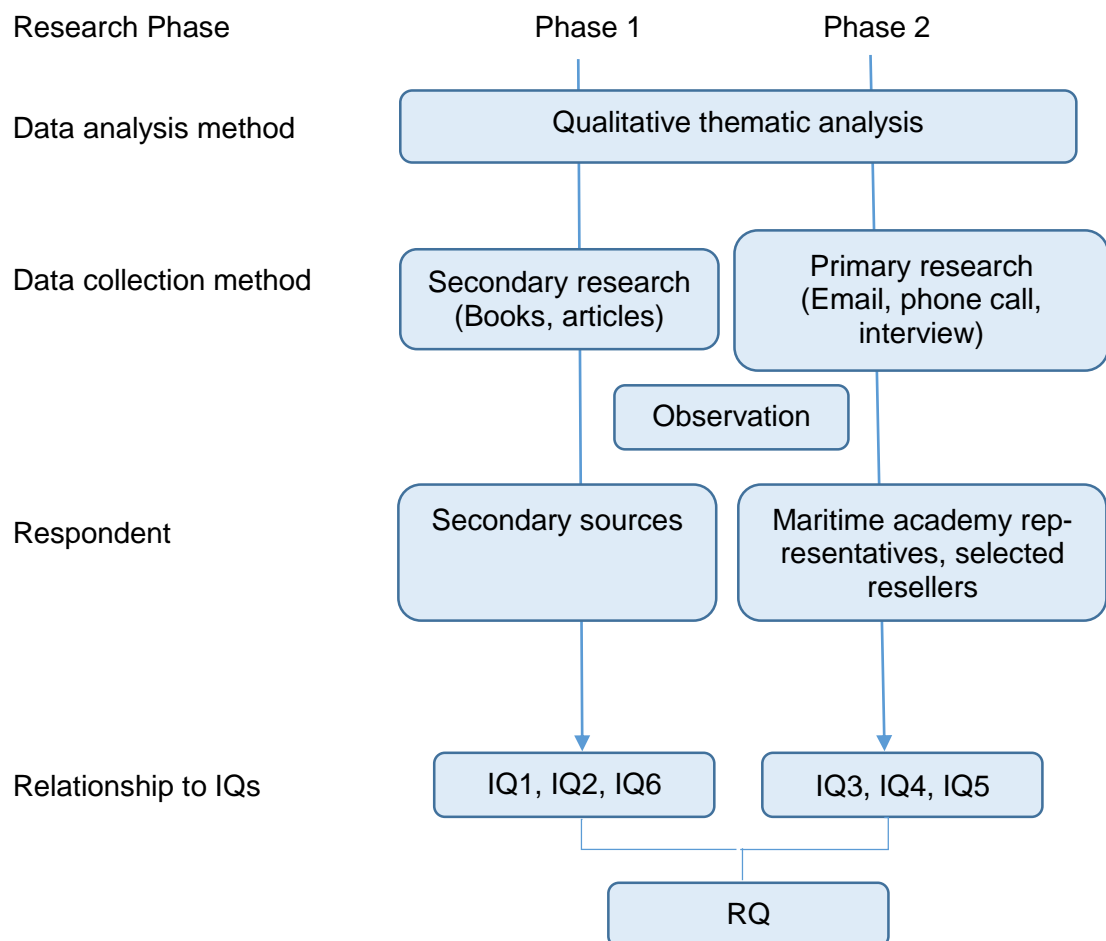 Research Phase
Phase 1
Phase 2
Data analysis method
Qualitative thematic analysis
Data collection method
Secondary research
(Books, articles)
Primary research
(Email, phone call,
interview)
Observation
Respondent
Secondary sources
Maritime academy rep-
resentatives, selected
resellers
Relationship to IQs
IQ1, IQ2, IQ6
IQ3, IQ4, IQ5
RQ